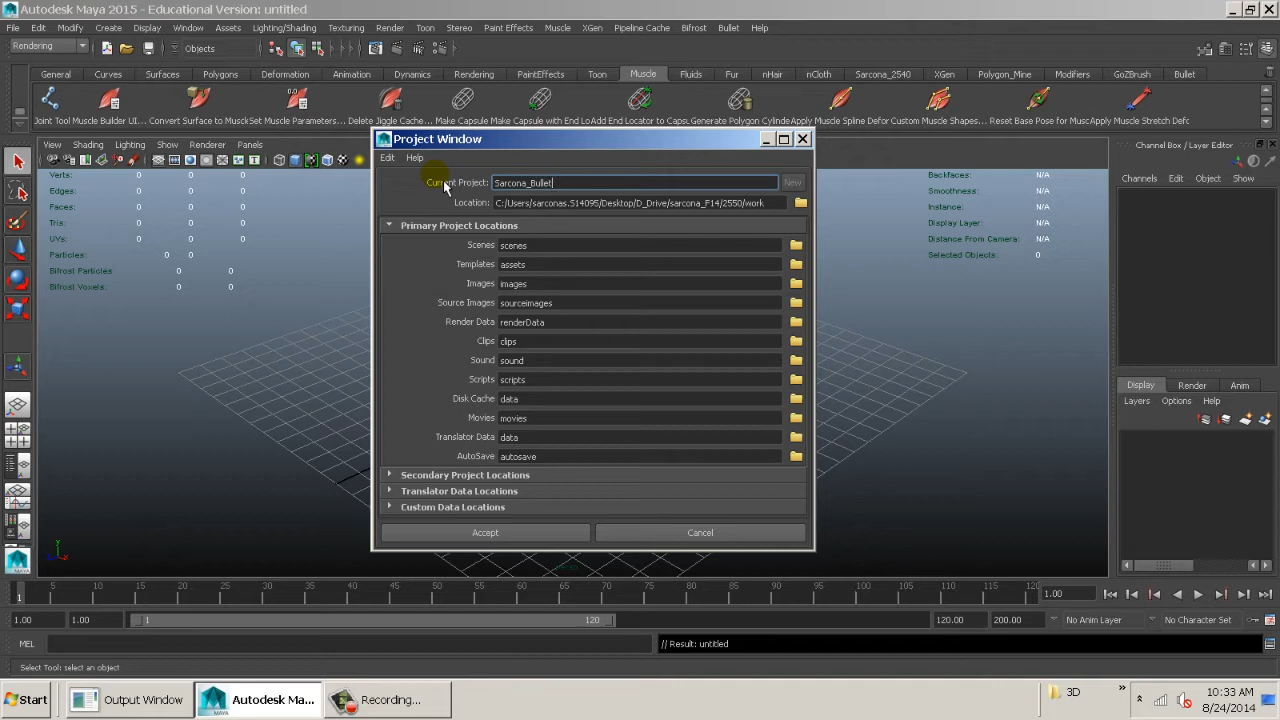 Autodesk Maya 2015 - Educational Version: untitled
File Edit Modify Create Display Window Assets Lighting/Shading Texturing Render Toon Stereo Paint Effects Muscle XGen Pipeline Cache Bifrost Bullet Help
Rendering Objects
General Curves Surfaces Polygons Deformation Animation Dynamics Rendering PaintEffects Toon Muscle Fluids Fur nHair nCloth Sarcona_2540 XGen Polygon_Mine Modifiers GoZBrush Bullet
Joint Tool Muscle Builder UI... Convert Surface to Musck Set Muscle Parameters... Delete Jiggle Cache... Make Capsule Make Capsule with End Lo Add End Locator to Caps. Generate Polygon Cylinde Apply Muscle Spline Defor Custom Muscle Shapes... Reset Base Pose for Musc Apply Muscle Stretch Defc
View Lighting Show Renderer Panels
Channel Box / Layer Editor
Verts: 0 0 0
Edges: 0 0 0
Faces: 0 0 0
Tris: 0 0 0
UVs: 0 0 0
Particles: 0 0
Bifrost Particles 0 0
Bifrost Voxels: 0 0
Backfaces: N/A
Smoothness: N/A
Instance: N/A
Display Layer: N/A
Distance From Camera: N/A
Selected Objects: 0
Channels Edit Object Show
Project Window
Edit Help
Current Project: Sarcona_Bullet New
Location: C:/Users/sarconas.S14095/Desktop/D_Drive/sarcona_F14/2550/work
Primary Project Locations
Scenes scenes
Templates assets
Images images
Source Images sourceimages
Render Data renderData
Clips clips
Sound sound
Scripts scripts
Disk Cache data
Movies movies
Translator Data data
AutoSave autosave
Secondary Project Locations
Translator Data Locations
Custom Data Locations
Accept Cancel
Display Render Anim
Layers Options Help
y
persp
5 10 15 20 25 30 35 40 45 50 55 60 65 70 75 80 85 90 95 100 105 110 115 120
1 1.00
1.00 1.00 1 120 120.00 200.00 No Anim Layer No Character Set
MEL // Result: untitled
Select Tool: select an object
Start Output Window Autodesk Ma... Recording... 3D 10:33 AM
8/24/2014